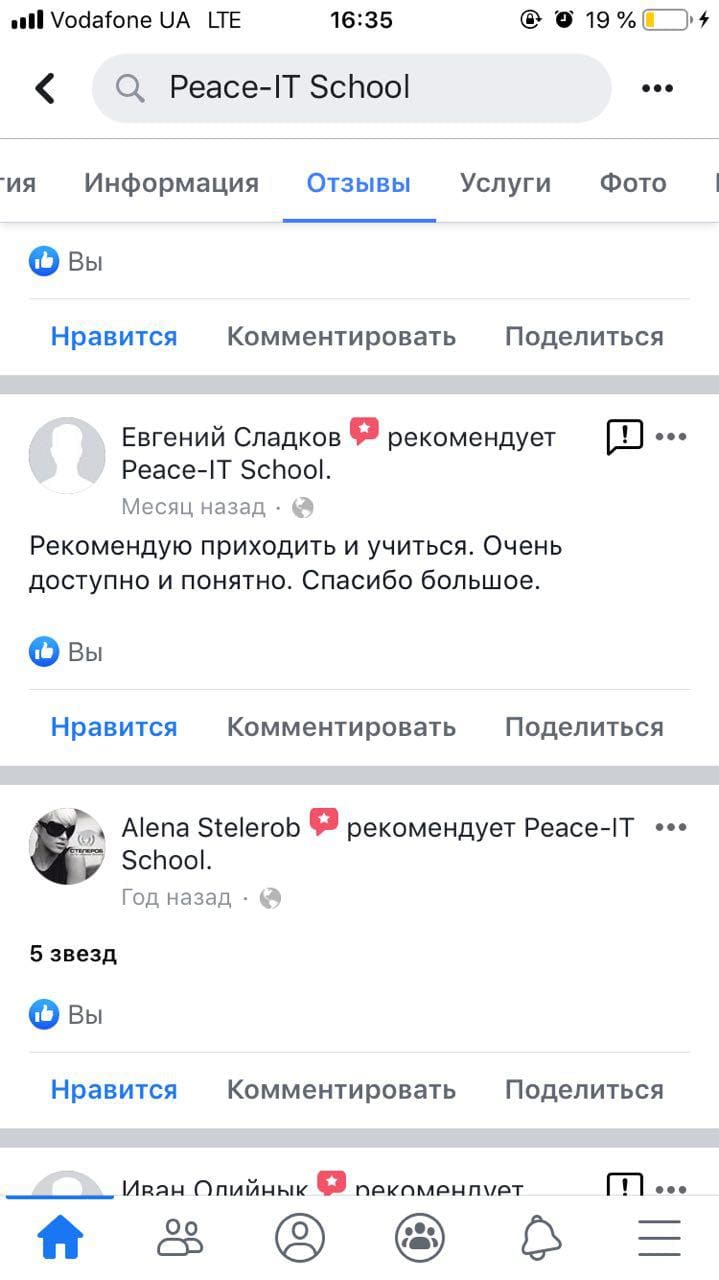 Vodafone UA LTE 16:35 19 %
Peace-IT School
гия Информация Отзывы Услуги Фото
Вы
Нравится Комментировать Поделиться
Евгений Сладков рекомендует
Peace-IT School.
Месяц назад ·
Рекомендую приходить и учиться. Очень
доступно и понятно. Спасибо большое.
Вы
Нравится Комментировать Поделиться
Alena Stelerob рекомендует Peace-IT
School.
Год назад ·
СТЕЛЕРОВ
5 звезд
Вы
Нравится Комментировать Поделиться
Иван Олийнык рекомендует